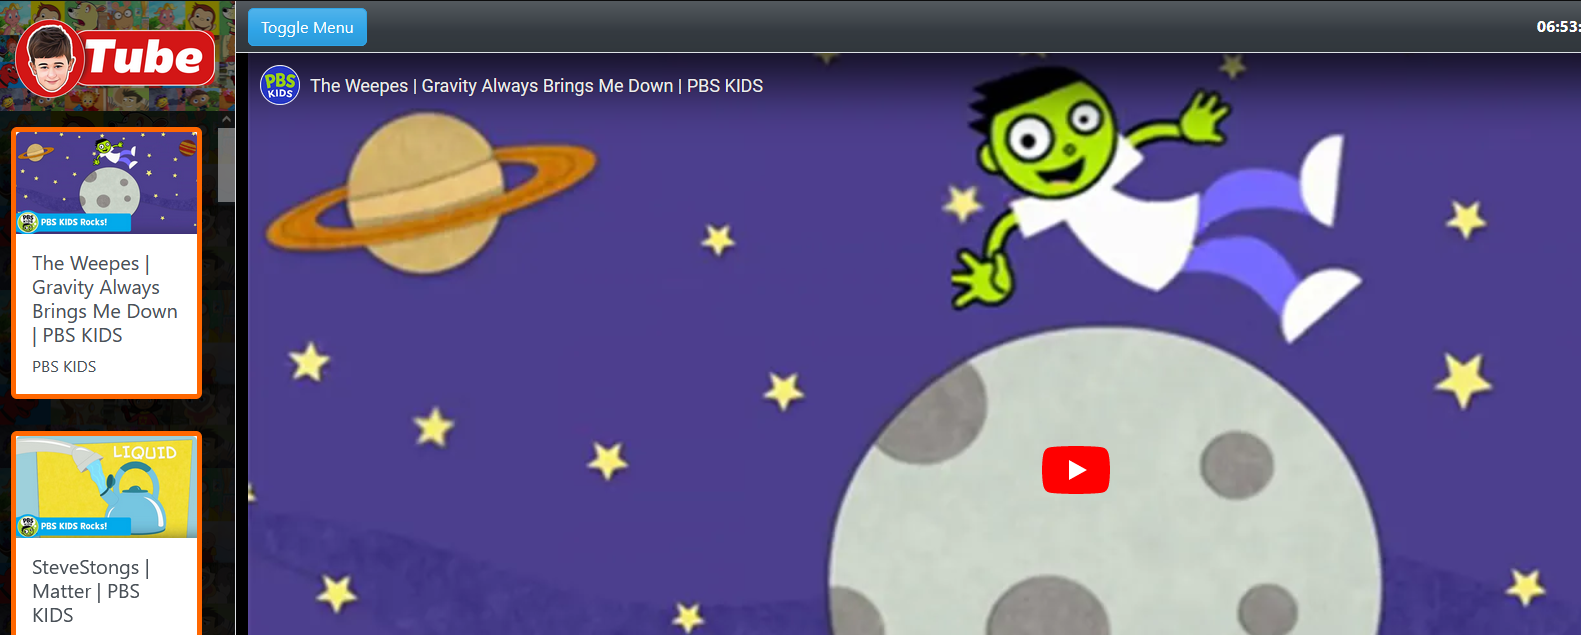 Tube
Toggle Menu
06:53:
PBS
KIDS
The Weepes | Gravity Always Brings Me Down | PBS KIDS
PBS KIDS Rocks!
The Weepes |
Gravity Always
Brings Me Down
| PBS KIDS
PBS KIDS
LIQUID
PBS KIDS Rocks!
SteveStongs |
Matter | PBS
KIDS